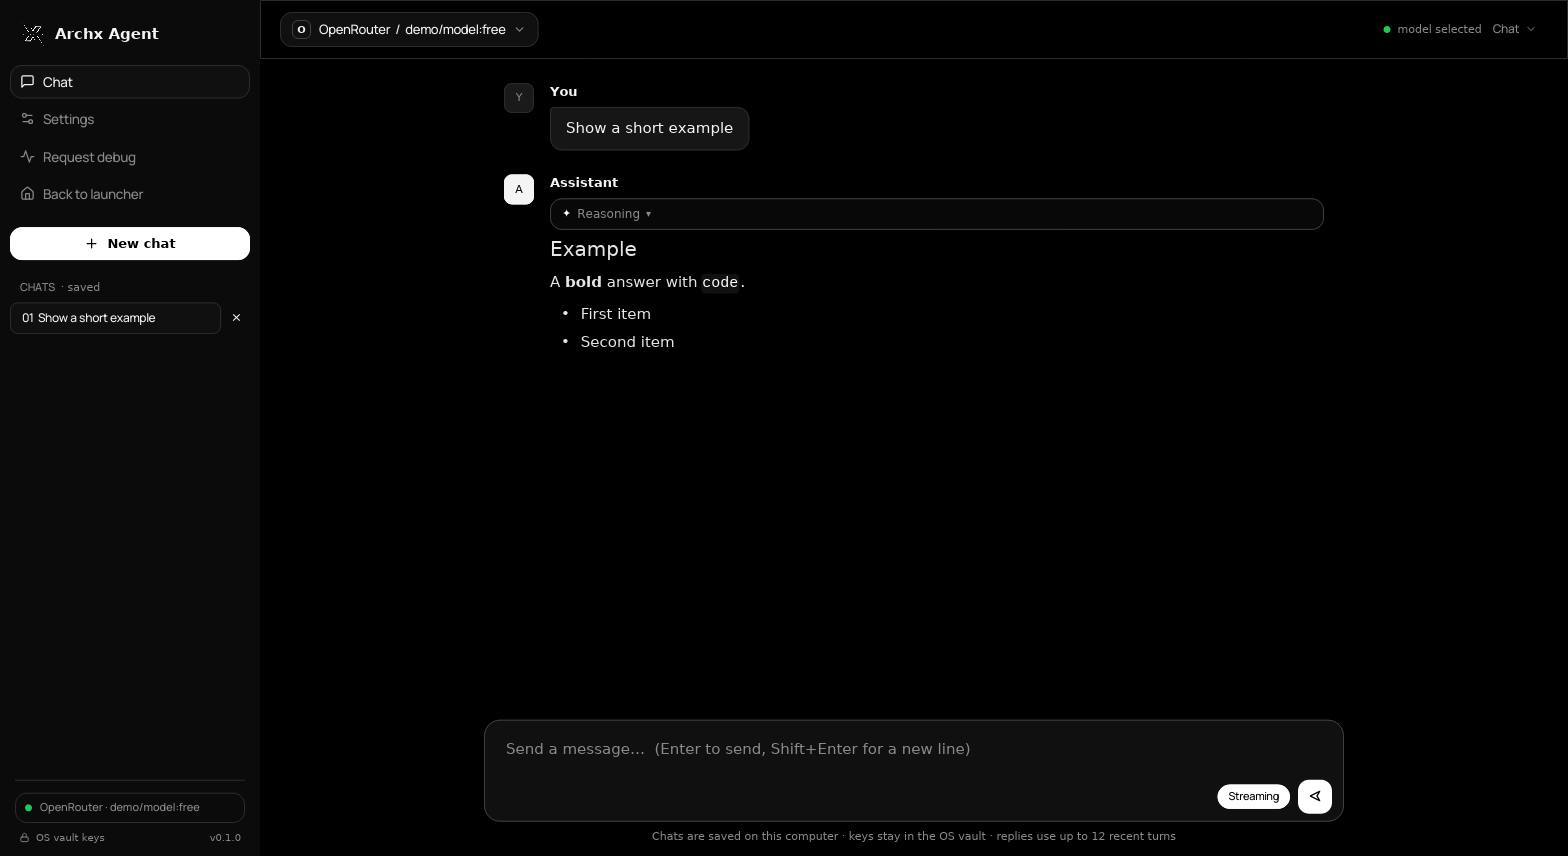 Archx Agent
Chat
Settings
Request debug
Back to launcher
+ New chat
CHATS · saved
01 Show a short example
OpenRouter · demo/model:free
OS vault keys v0.1.0
O OpenRouter / demo/model:free
model selected Chat
Y You
Show a short example
A Assistant
✦ Reasoning ▾
Example
A bold answer with code.
• First item
• Second item
Send a message... (Enter to send, Shift+Enter for a new line)
Streaming
Chats are saved on this computer · keys stay in the OS vault · replies use up to 12 recent turns